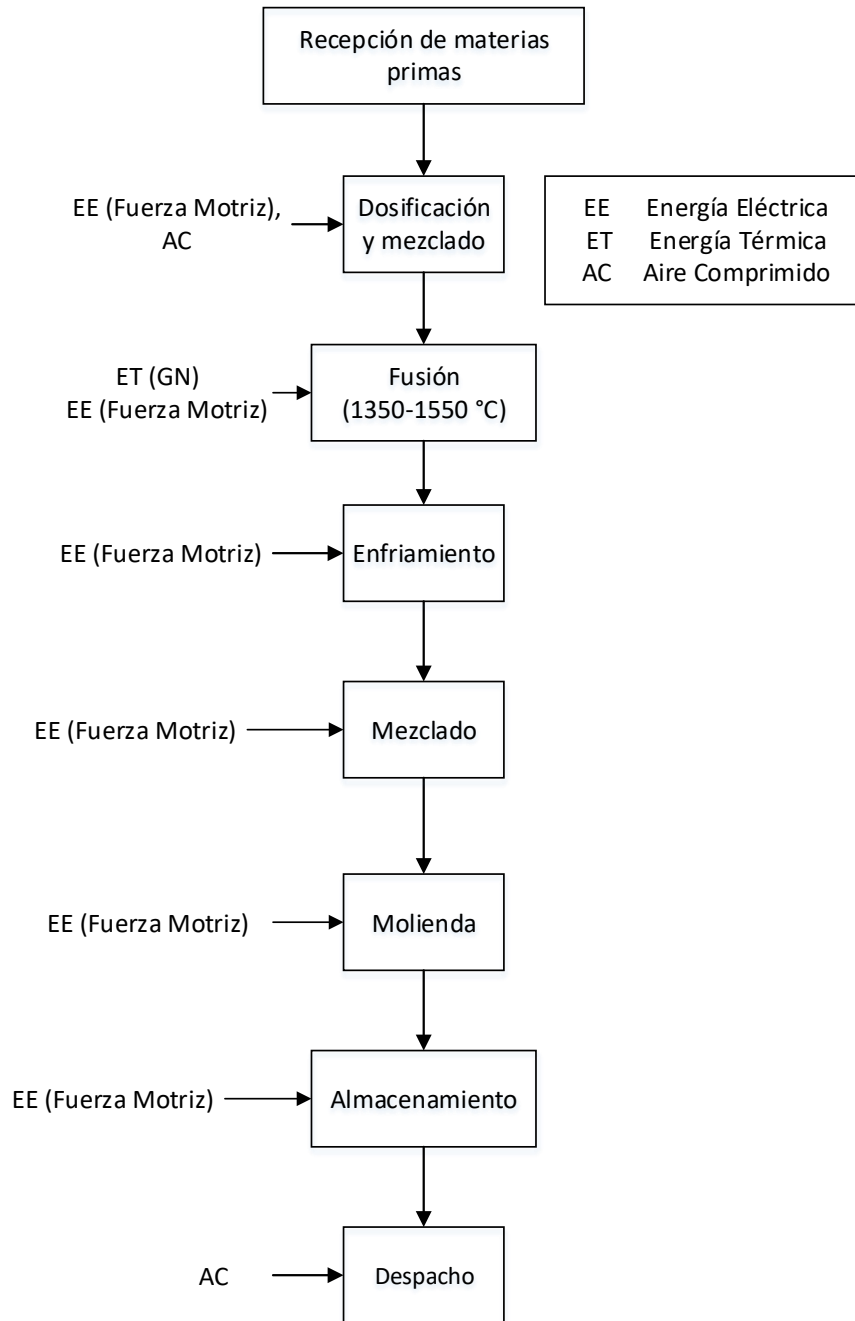 Recepción de materias
primas
EE (Fuerza Motriz),
AC
Dosificación
y mezclado
EE Energía Eléctrica
ET Energía Térmica
AC Aire Comprimido
ET (GN)
EE (Fuerza Motriz)
Fusión
(1350-1550 °C)
EE (Fuerza Motriz)
Enfriamiento
EE (Fuerza Motriz)
Mezclado
EE (Fuerza Motriz)
Molienda
EE (Fuerza Motriz)
Almacenamiento
AC
Despacho